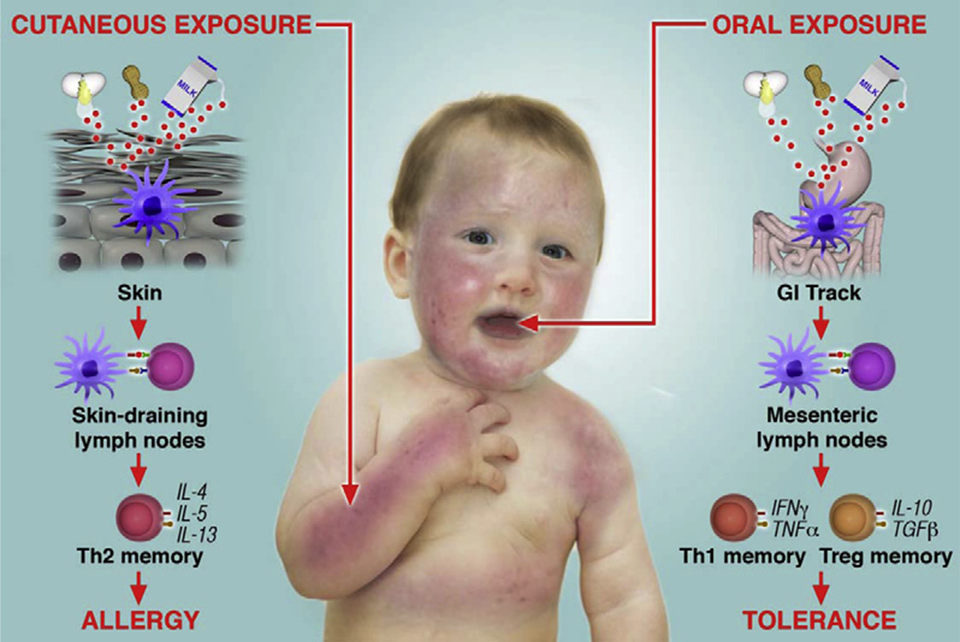 CUTANEOUS EXPOSURE
ORAL EXPOSURE
MILK
Skin
Skin-draining
lymph nodes
IL-4
IL-5
IL-13
Th2 memory
ALLERGY
MILK
GI Track
Mesenteric
lymph nodes
IFNγ
TNFα
IL-10
TGFβ
Th1 memory
Treg memory
TOLERANCE